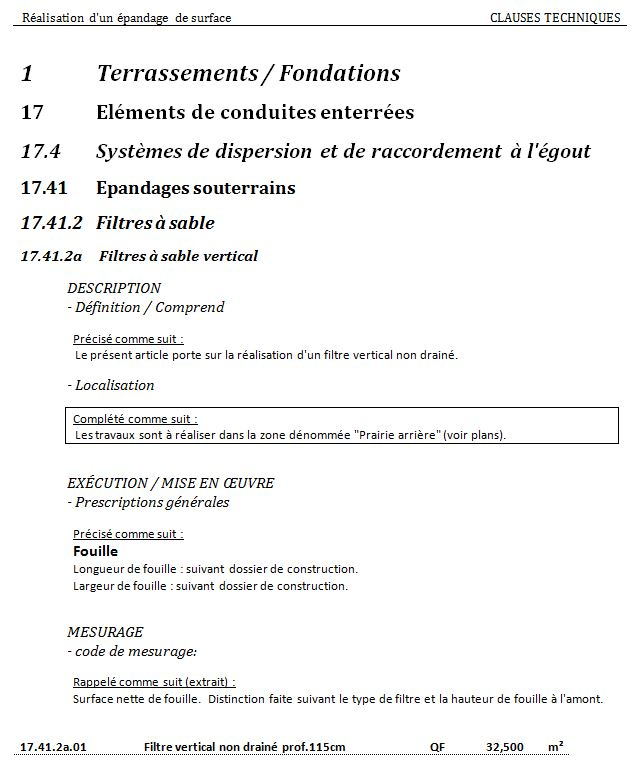 Réalisation d'un épandage de surface CLAUSES TECHNIQUES
1 Terrassements / Fondations
17 Eléments de conduites enterrées
17.4 Systèmes de dispersion et de raccordement à l'égout
17.41 Epandages souterrains
17.41.2 Filtres à sable
17.41.2a Filtres à sable vertical
DESCRIPTION
- Définition / Comprend
Précisé comme suit :
Le présent article porte sur la réalisation d'un filtre vertical non drainé.
- Localisation
Complété comme suit :
Les travaux sont à réaliser dans la zone dénommée "Prairie arrière" (voir plans).
EXÉCUTION / MISE EN ŒUVRE
- Prescriptions générales
Précisé comme suit :
Fouille
Longueur de fouille : suivant dossier de construction.
Largeur de fouille : suivant dossier de construction.
MESURAGE
- code de mesurage:
Rappelé comme suit (extrait) :
Surface nette de fouille. Distinction faite suivant le type de filtre et la hauteur de fouille à l'amont.
17.41.2a.01 Filtre vertical non drainé prof.115cm QF 32,500 m²